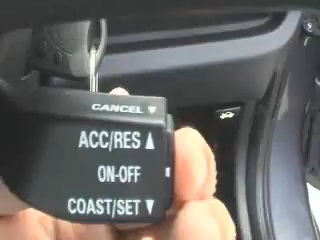 CANCEL ▼
ACC/RES ▲
ON-OFF
COAST/SET ▼